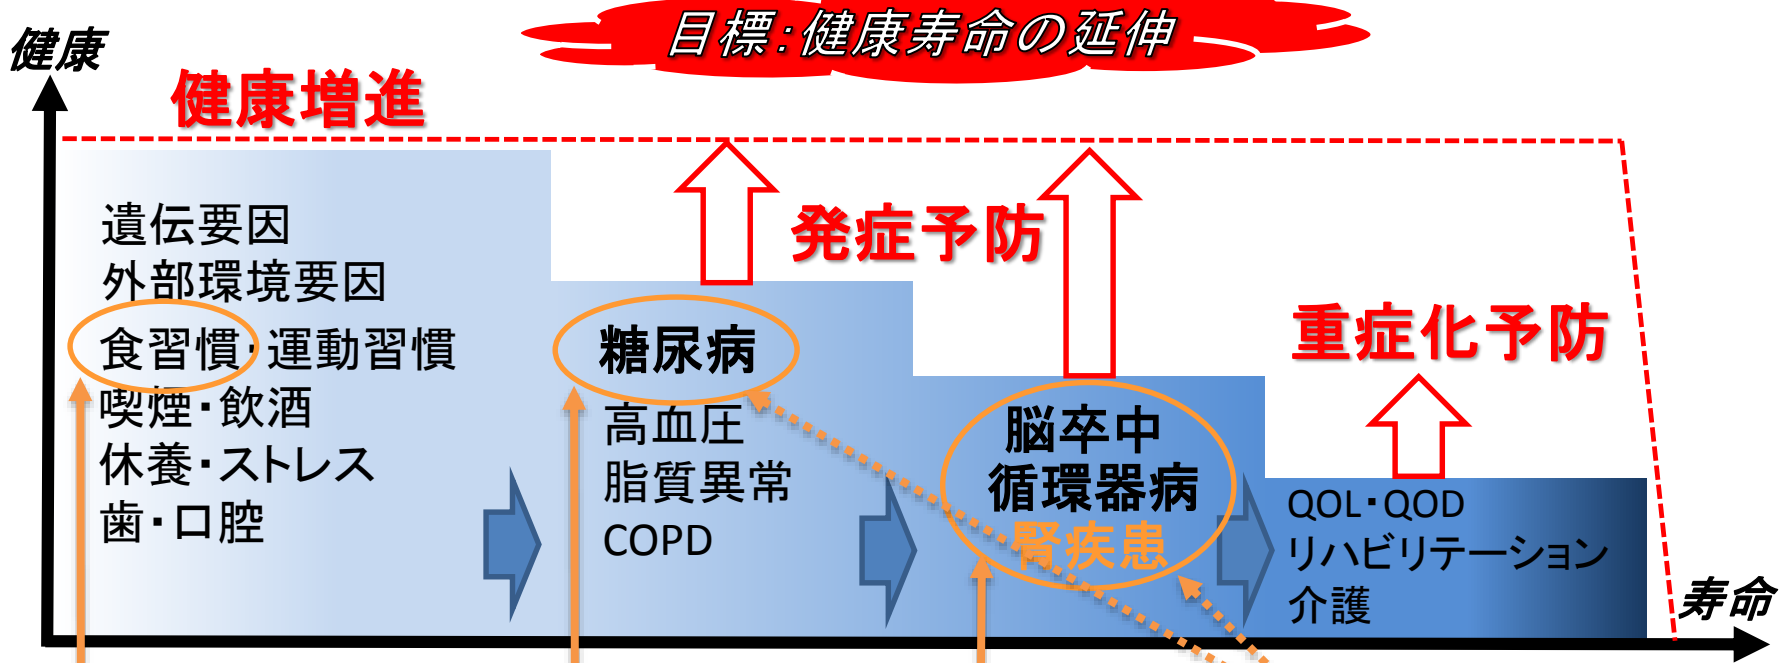 目標:健康寿命の延伸
健康
健康増進
遺伝要因
外部環境要因
食習慣・運動習慣
喫煙・飲酒
休養・ストレス
歯・口腔
発症予防
糖尿病
高血圧
脂質異常
COPD
脳卒中
循環器病
腎疾患
重症化予防
QOL・QOD
リハビリテーション
介護
寿命